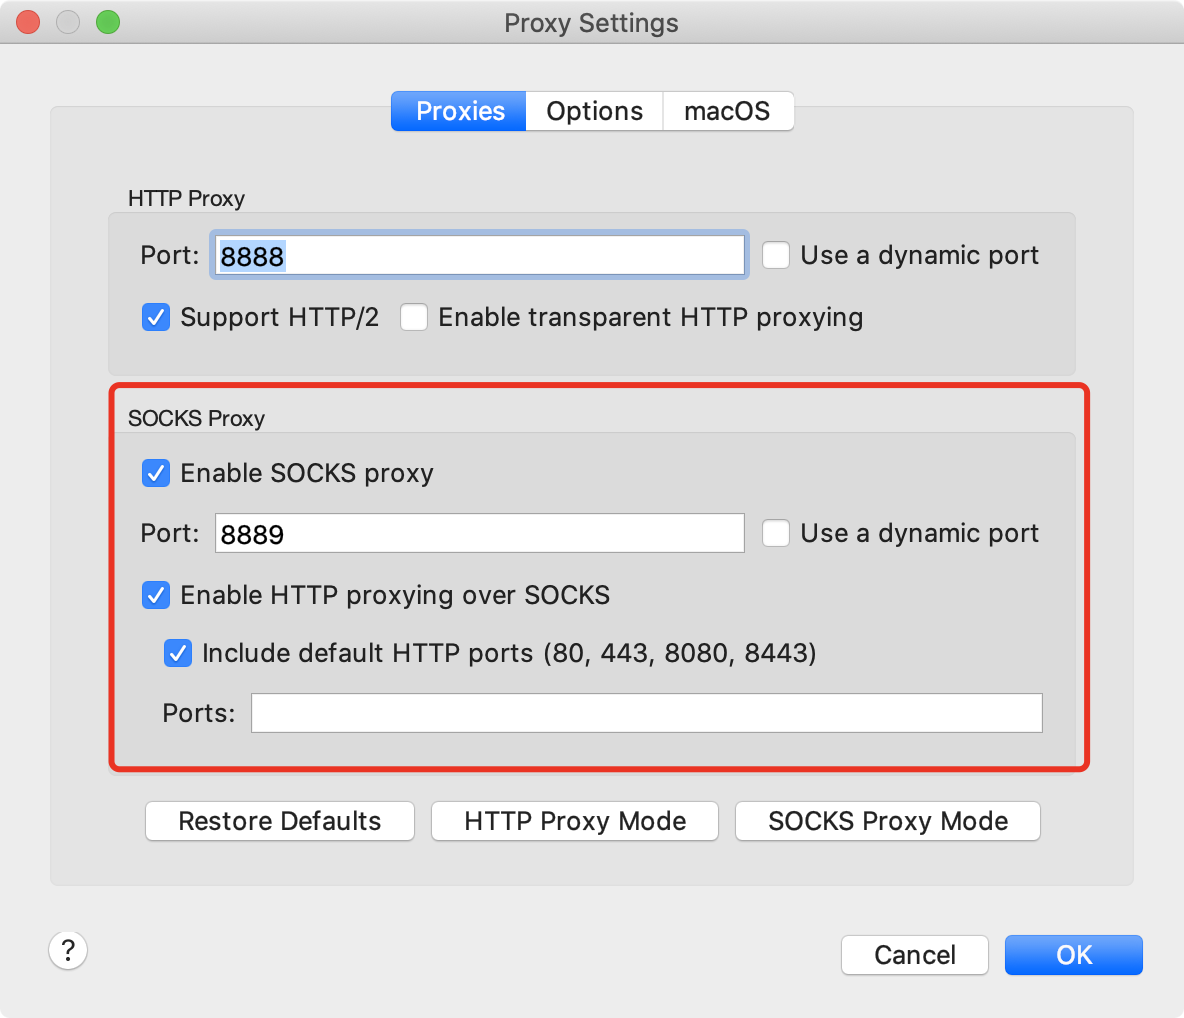 Proxy Settings
Proxies Options macOS
HTTP Proxy
Port: 8888 Use a dynamic port
Support HTTP/2 Enable transparent HTTP proxying
SOCKS Proxy
Enable SOCKS proxy
Port: 8889 Use a dynamic port
Enable HTTP proxying over SOCKS
Include default HTTP ports (80, 443, 8080, 8443)
Ports:
Restore Defaults HTTP Proxy Mode SOCKS Proxy Mode
? Cancel OK